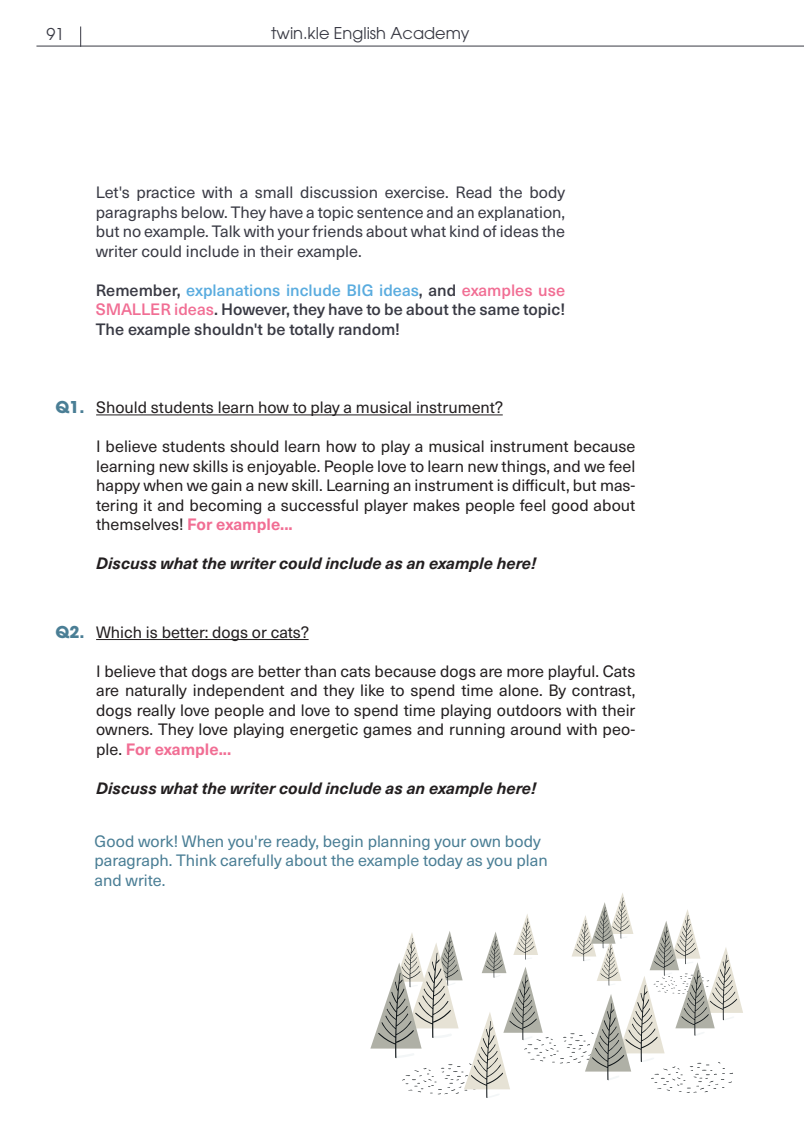 91
twin.kle English Academy
Let's practice with a small discussion exercise. Read the body
paragraphs below. They have a topic sentence and an explanation,
but no example. Talk with your friends about what kind of ideas the
writer could include in their example.
Remember, explanations include BIG ideas, and examples use
SMALLER ideas. However, they have to be about the same topic!
The example shouldn't be totally random!
Q1. Should students learn how to play a musical instrument?
I believe students should learn how to play a musical instrument because
learning new skills is enjoyable. People love to learn new things, and we feel
happy when we gain a new skill. Learning an instrument is difficult, but mas-
tering it and becoming a successful player makes people feel good about
themselves! For example...
Discuss what the writer could include as an example here!
Q2. Which is better: dogs or cats?
I believe that dogs are better than cats because dogs are more playful. Cats
are naturally independent and they like to spend time alone. By contrast,
dogs really love people and love to spend time playing outdoors with their
owners. They love playing energetic games and running around with peo-
ple. For example...
Discuss what the writer could include as an example here!
Good work! When you're ready, begin planning your own body
paragraph. Think carefully about the example today as you plan
and write.